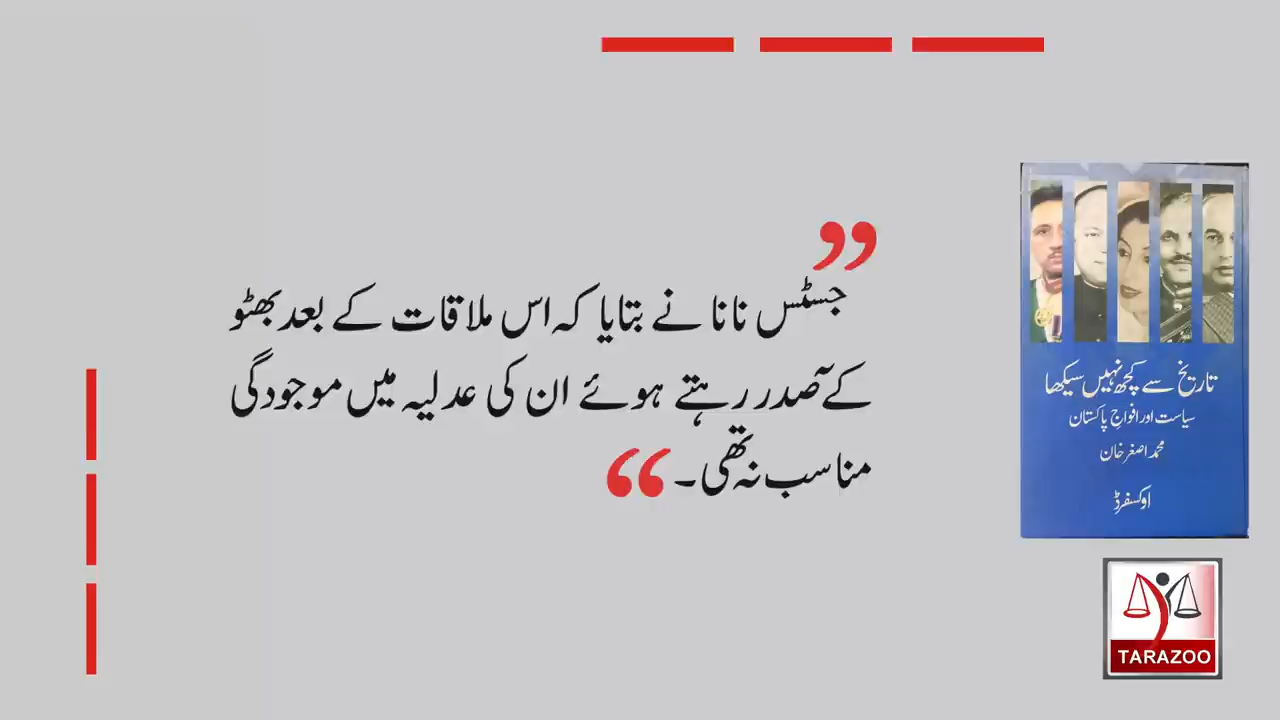 ”جسٹس نانا نے بتایا کہ اس ملاقات کے بعد بھٹو
کے صدر رہتے ہوئے ان کی عدلیہ میں موجودگی
مناسب نہ تھی۔“
تاریخ سے کچھ نہیں سیکھا
سیاست اور افواجِ پاکستان
محمد اصغر خان
اوکسفرڈ
TARAZOO